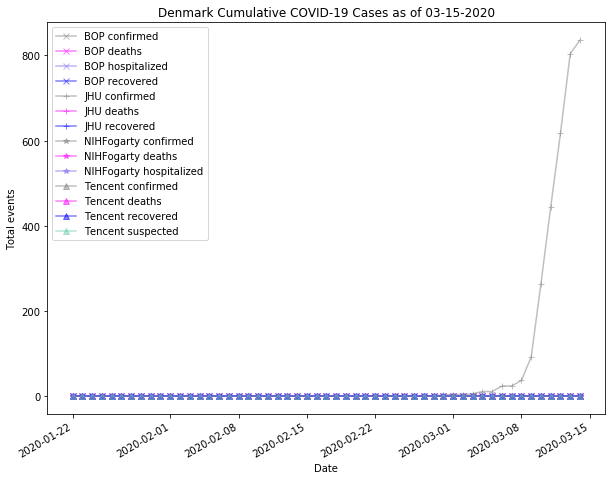 Denmark Cumulative COVID-19 Cases as of 03-15-2020
BOP confirmed
BOP deaths
BOP hospitalized
BOP recovered
JHU confirmed
JHU deaths
JHU recovered
NIHFogarty confirmed
NIHFogarty deaths
NIHFogarty hospitalized
Tencent confirmed
Tencent deaths
Tencent recovered
Tencent suspected
Total events
800
600
400
200
0
2020-01-22
2020-02-01
2020-02-08
2020-02-15
2020-02-22
2020-03-01
2020-03-08
2020-03-15
Date